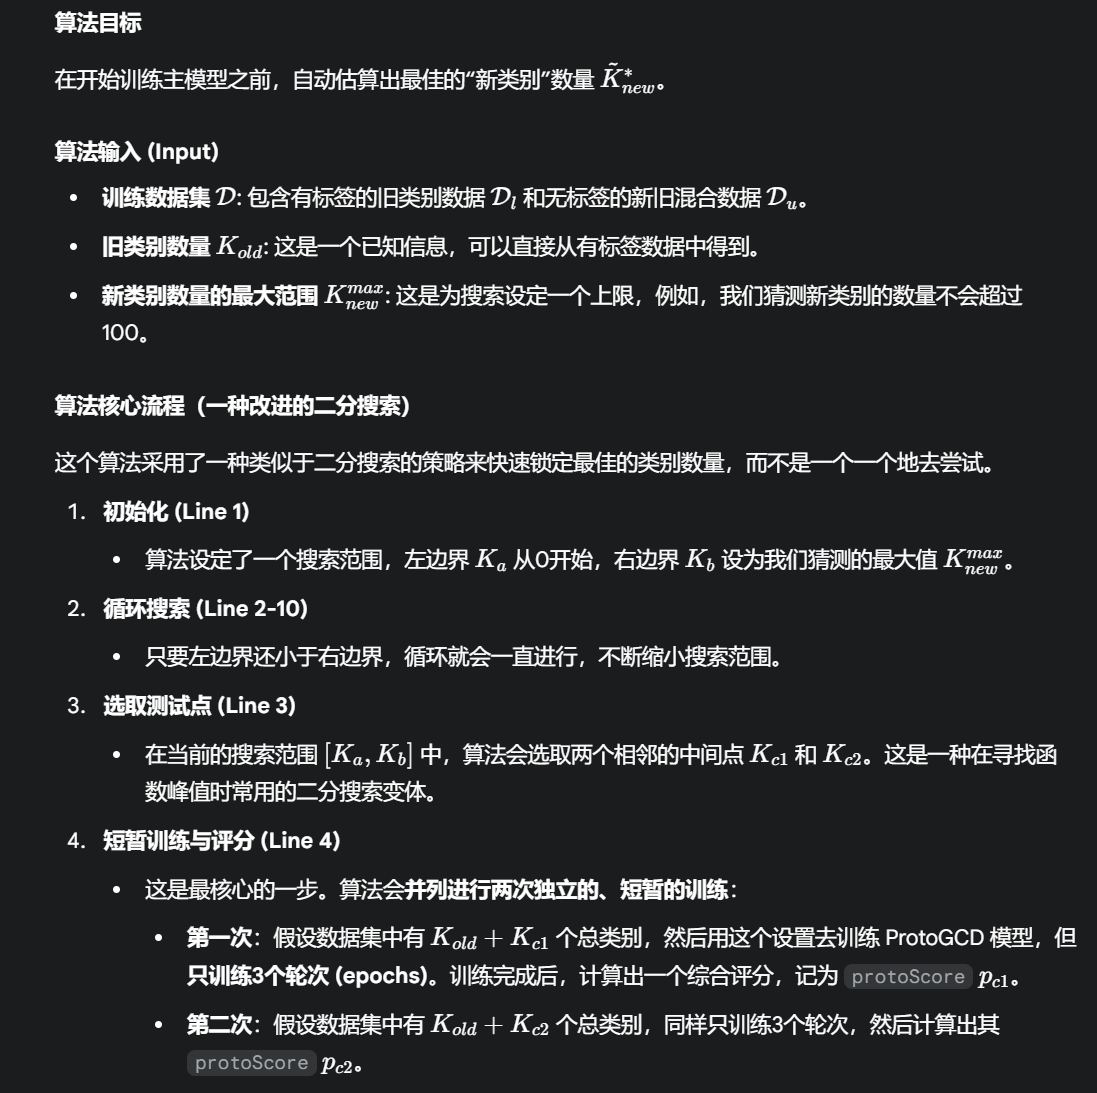 算法目标
在开始训练主模型之前，自动估算出最佳的“新类别”数量 $\tilde{K}^*_{new}$。
算法输入 (Input)
• 训练数据集 $\mathcal{D}$: 包含有标签的旧类别数据 $\mathcal{D}_l$ 和无标签的新旧混合数据 $\mathcal{D}_u$。
• 旧类别数量 $K_{old}$: 这是一个已知信息，可以直接从有标签数据中得到。
• 新类别数量的最大范围 $K^{max}_{new}$: 这是为搜索设定一个上限，例如，我们猜测新类别的数量不会超过
100。
算法核心流程（一种改进的二分搜索）
这个算法采用了一种类似于二分搜索的策略来快速锁定最佳的类别数量，而不是一个一个地去尝试。
1. 初始化 (Line 1)
• 算法设定了一个搜索范围，左边界 $K_a$ 从0开始，右边界 $K_b$ 设为我们猜测的最大值 $K^{max}_{new}$。
2. 循环搜索 (Line 2-10)
• 只要左边界还小于右边界，循环就会一直进行，不断缩小搜索范围。
3. 选取测试点 (Line 3)
• 在当前的搜索范围 $[K_a, K_b]$ 中，算法会选取两个相邻的中间点 $K_{c1}$ 和 $K_{c2}$。这是一种在寻找函
数峰值时常用的二分搜索变体。
4. 短暂训练与评分 (Line 4)
• 这是最核心的一步。算法会并列进行两次独立的、短暂的训练：
• 第一次：假设数据集中有 $K_{old} + K_{c1}$ 个总类别，然后用这个设置去训练 ProtoGCD 模型，但
只训练3个轮次 (epochs)。训练完成后，计算出一个综合评分，记为 protoScore $p_{c1}$。
• 第二次：假设数据集中有 $K_{old} + K_{c2}$ 个总类别，同样只训练3个轮次，然后计算出其
protoScore $p_{c2}$。